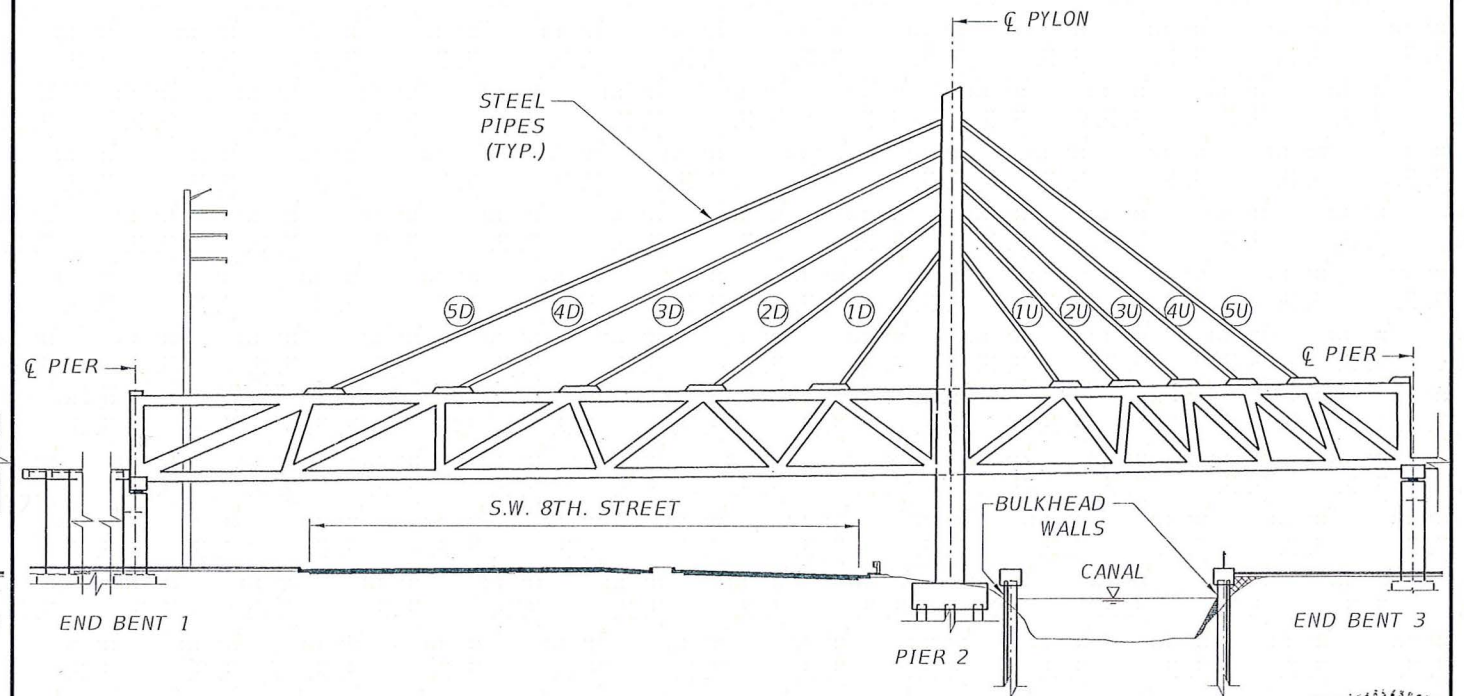 ℄ PYLON
STEEL
PIPES
(TYP.)
5D
4D
3D
2D
1D
1U
2U
3U
4U
5U
℄ PIER
℄ PIER
S.W. 8TH. STREET
BULKHEAD
WALLS
CANAL
END BENT 1
PIER 2
END BENT 3